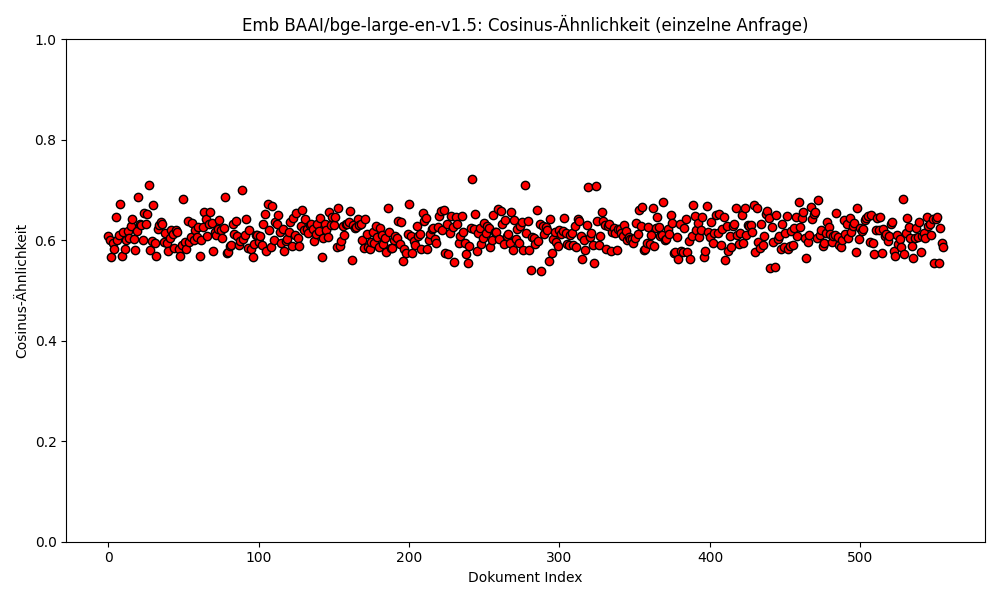 Emb BAAI/bge-large-en-v1.5: Cosinus-Ähnlichkeit (einzelne Anfrage)
1.0
0.8
0.6
0.4
0.2
0.0
Cosinus-Ähnlichkeit
0 100 200 300 400 500
Dokument Index